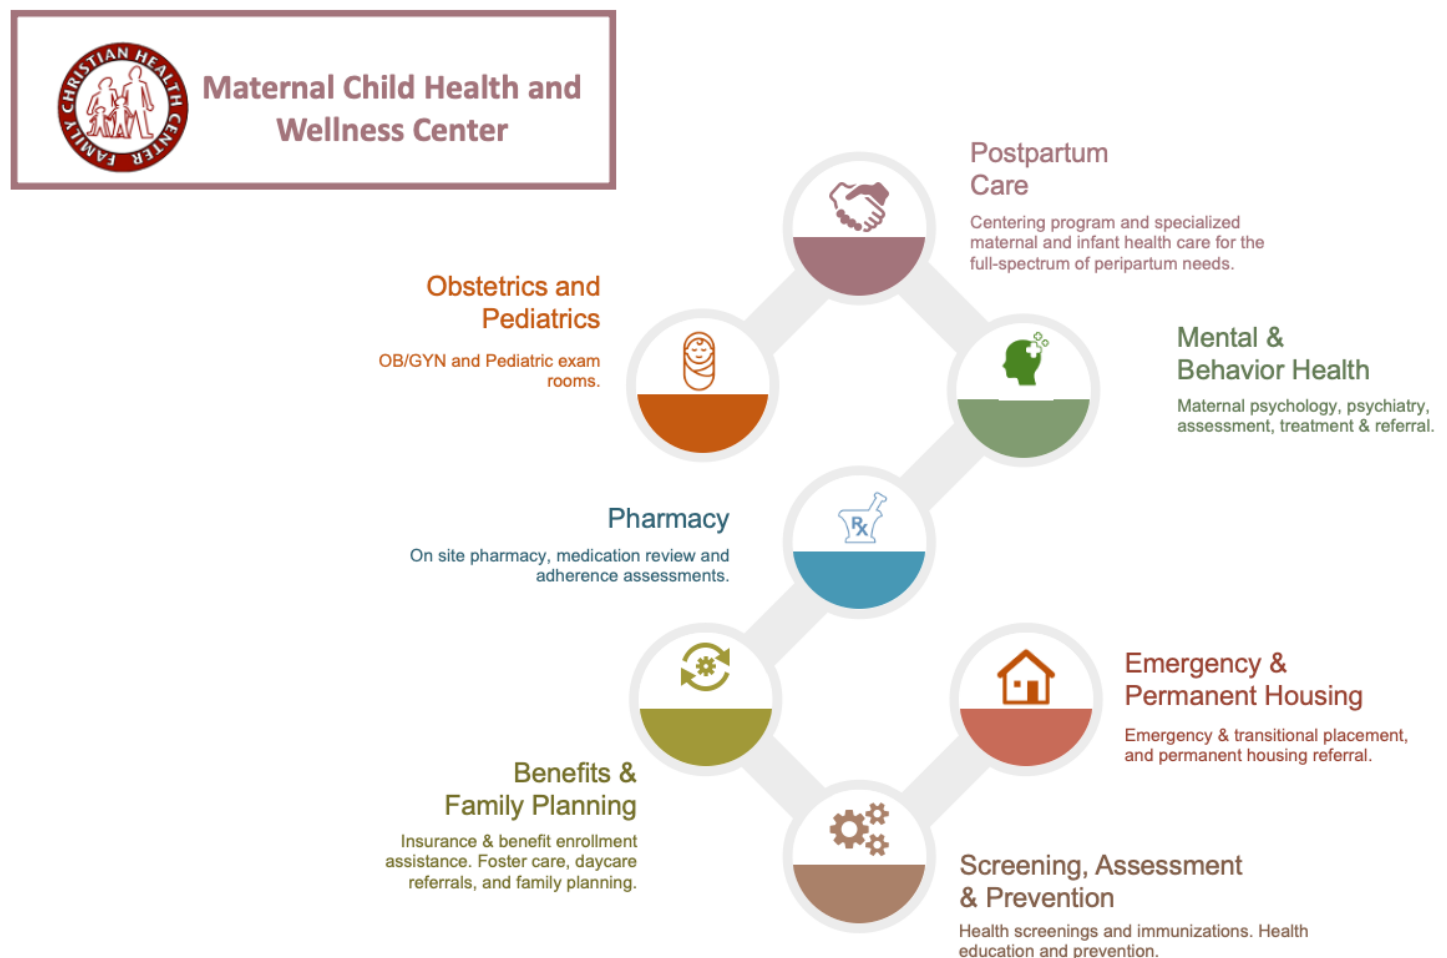 FAMILY CHRISTIAN HEALTH CENTER
Maternal Child Health and
Wellness Center
Postpartum
Care
Centering program and specialized
maternal and infant health care for the
full-spectrum of peripartum needs.
Obstetrics and
Pediatrics
OB/GYN and Pediatric exam
rooms.
Mental &
Behavior Health
Maternal psychology, psychiatry,
assessment, treatment & referral.
Pharmacy
On site pharmacy, medication review and
adherence assessments.
Rx
Emergency &
Permanent Housing
Emergency & transitional placement,
and permanent housing referral.
Benefits &
Family Planning
Insurance & benefit enrollment
assistance. Foster care, daycare
referrals, and family planning.
Screening, Assessment
& Prevention
Health screenings and immunizations. Health
education and prevention.